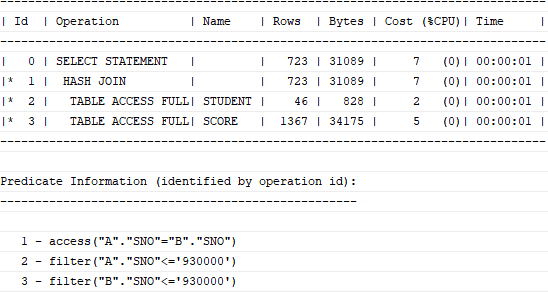 --------------------------------------------------------------------------------
| Id  | Operation          | Name    | Rows  | Bytes | Cost (%CPU)| Time     |
--------------------------------------------------------------------------------
|   0 | SELECT STATEMENT   |         |   723 | 31089 |     7   (0)| 00:00:01 |
|*  1 |  HASH JOIN         |         |   723 | 31089 |     7   (0)| 00:00:01 |
|*  2 |   TABLE ACCESS FULL| STUDENT |    46 |   828 |     2   (0)| 00:00:01 |
|*  3 |   TABLE ACCESS FULL| SCORE   |  1367 | 34175 |     5   (0)| 00:00:01 |
--------------------------------------------------------------------------------
Predicate Information (identified by operation id):
---------------------------------------------------
   1 - access("A"."SNO"="B"."SNO")
   2 - filter("A"."SNO"<='930000')
   3 - filter("B"."SNO"<='930000')